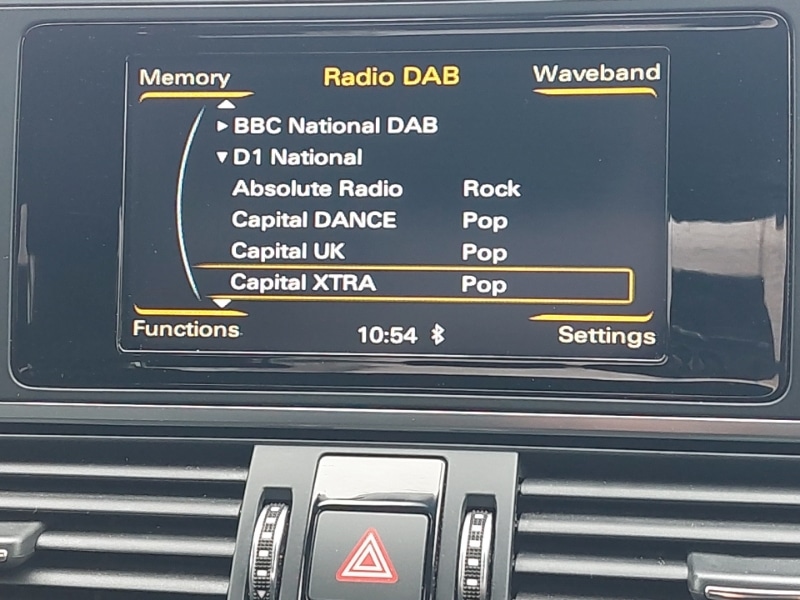 Memory Radio DAB Waveband
BBC National DAB
D1 National
Absolute Radio Rock
Capital DANCE Pop
Capital UK Pop
Capital XTRA Pop
Functions 10:54 Settings